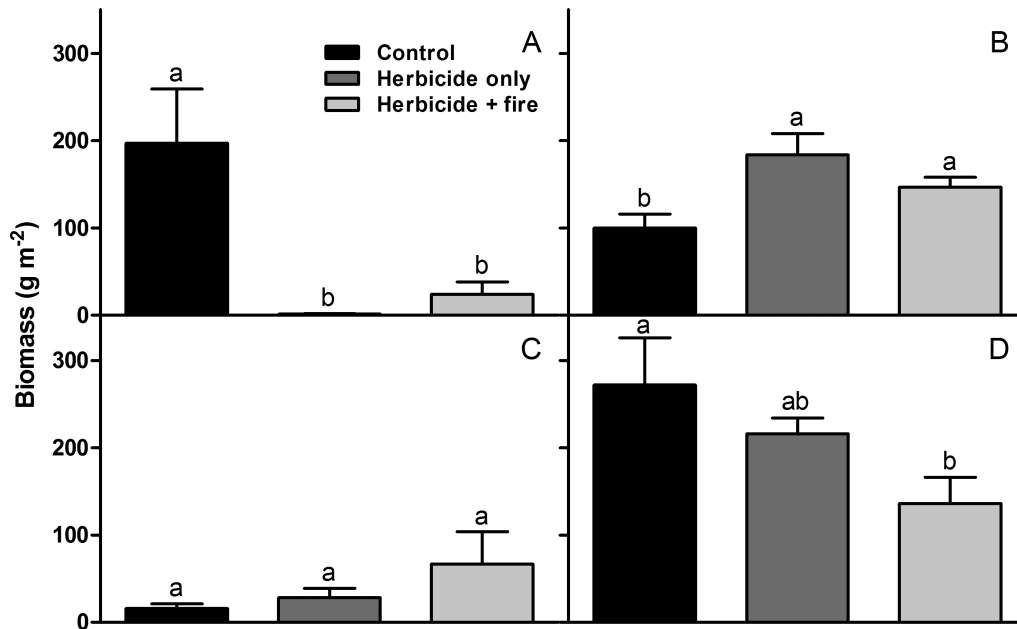 A
B
Control
Herbicide only
Herbicide + fire
300
200
100
0
a
b
b
b
a
a
Biomass (g m-2)
C
D
300
200
100
0
a
a
a
a
ab
b